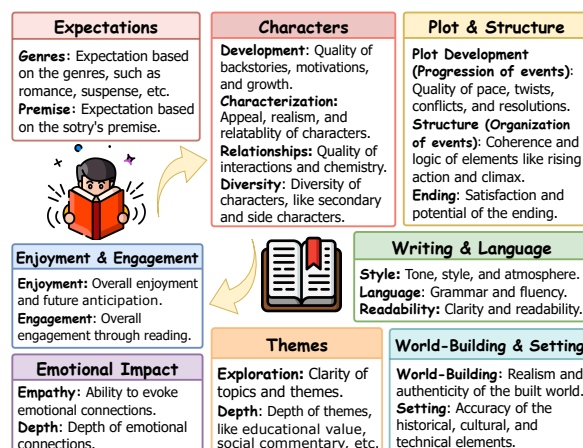 Expectations
Genres: Expectation based
on the genres, such as
romance, suspense, etc.
Premise: Expectation based
on the sotry's premise.
Characters
Development: Quality of
backstories, motivations,
and growth.
Characterization:
Appeal, realism, and
relatablity of characters.
Relationships: Quality of
interactions and chemistry.
Diversity: Diversity of
characters, like secondary
and side characters.
Plot & Structure
Plot Development
(Progression of events):
Quality of pace, twists,
conflicts, and resolutions.
Structure (Organization
of events): Coherence and
logic of elements like rising
action and climax.
Ending: Satisfaction and
potential of the ending.
Enjoyment & Engagement
Enjoyment: Overall enjoyment
and future anticipation.
Engagement: Overall
engagement through reading.
Writing & Language
Style: Tone, style, and atmosphere.
Language: Grammar and fluency.
Readability: Clarity and readability.
Emotional Impact
Empathy: Ability to evoke
emotional connections.
Depth: Depth of emotional
connections.
Themes
Exploration: Clarity of
topics and themes.
Depth: Depth of themes,
like educational value,
social commentary, etc.
World-Building & Setting
World-Building: Realism and
authenticity of the built world.
Setting: Accuracy of the
historical, cultural, and
technical elements.